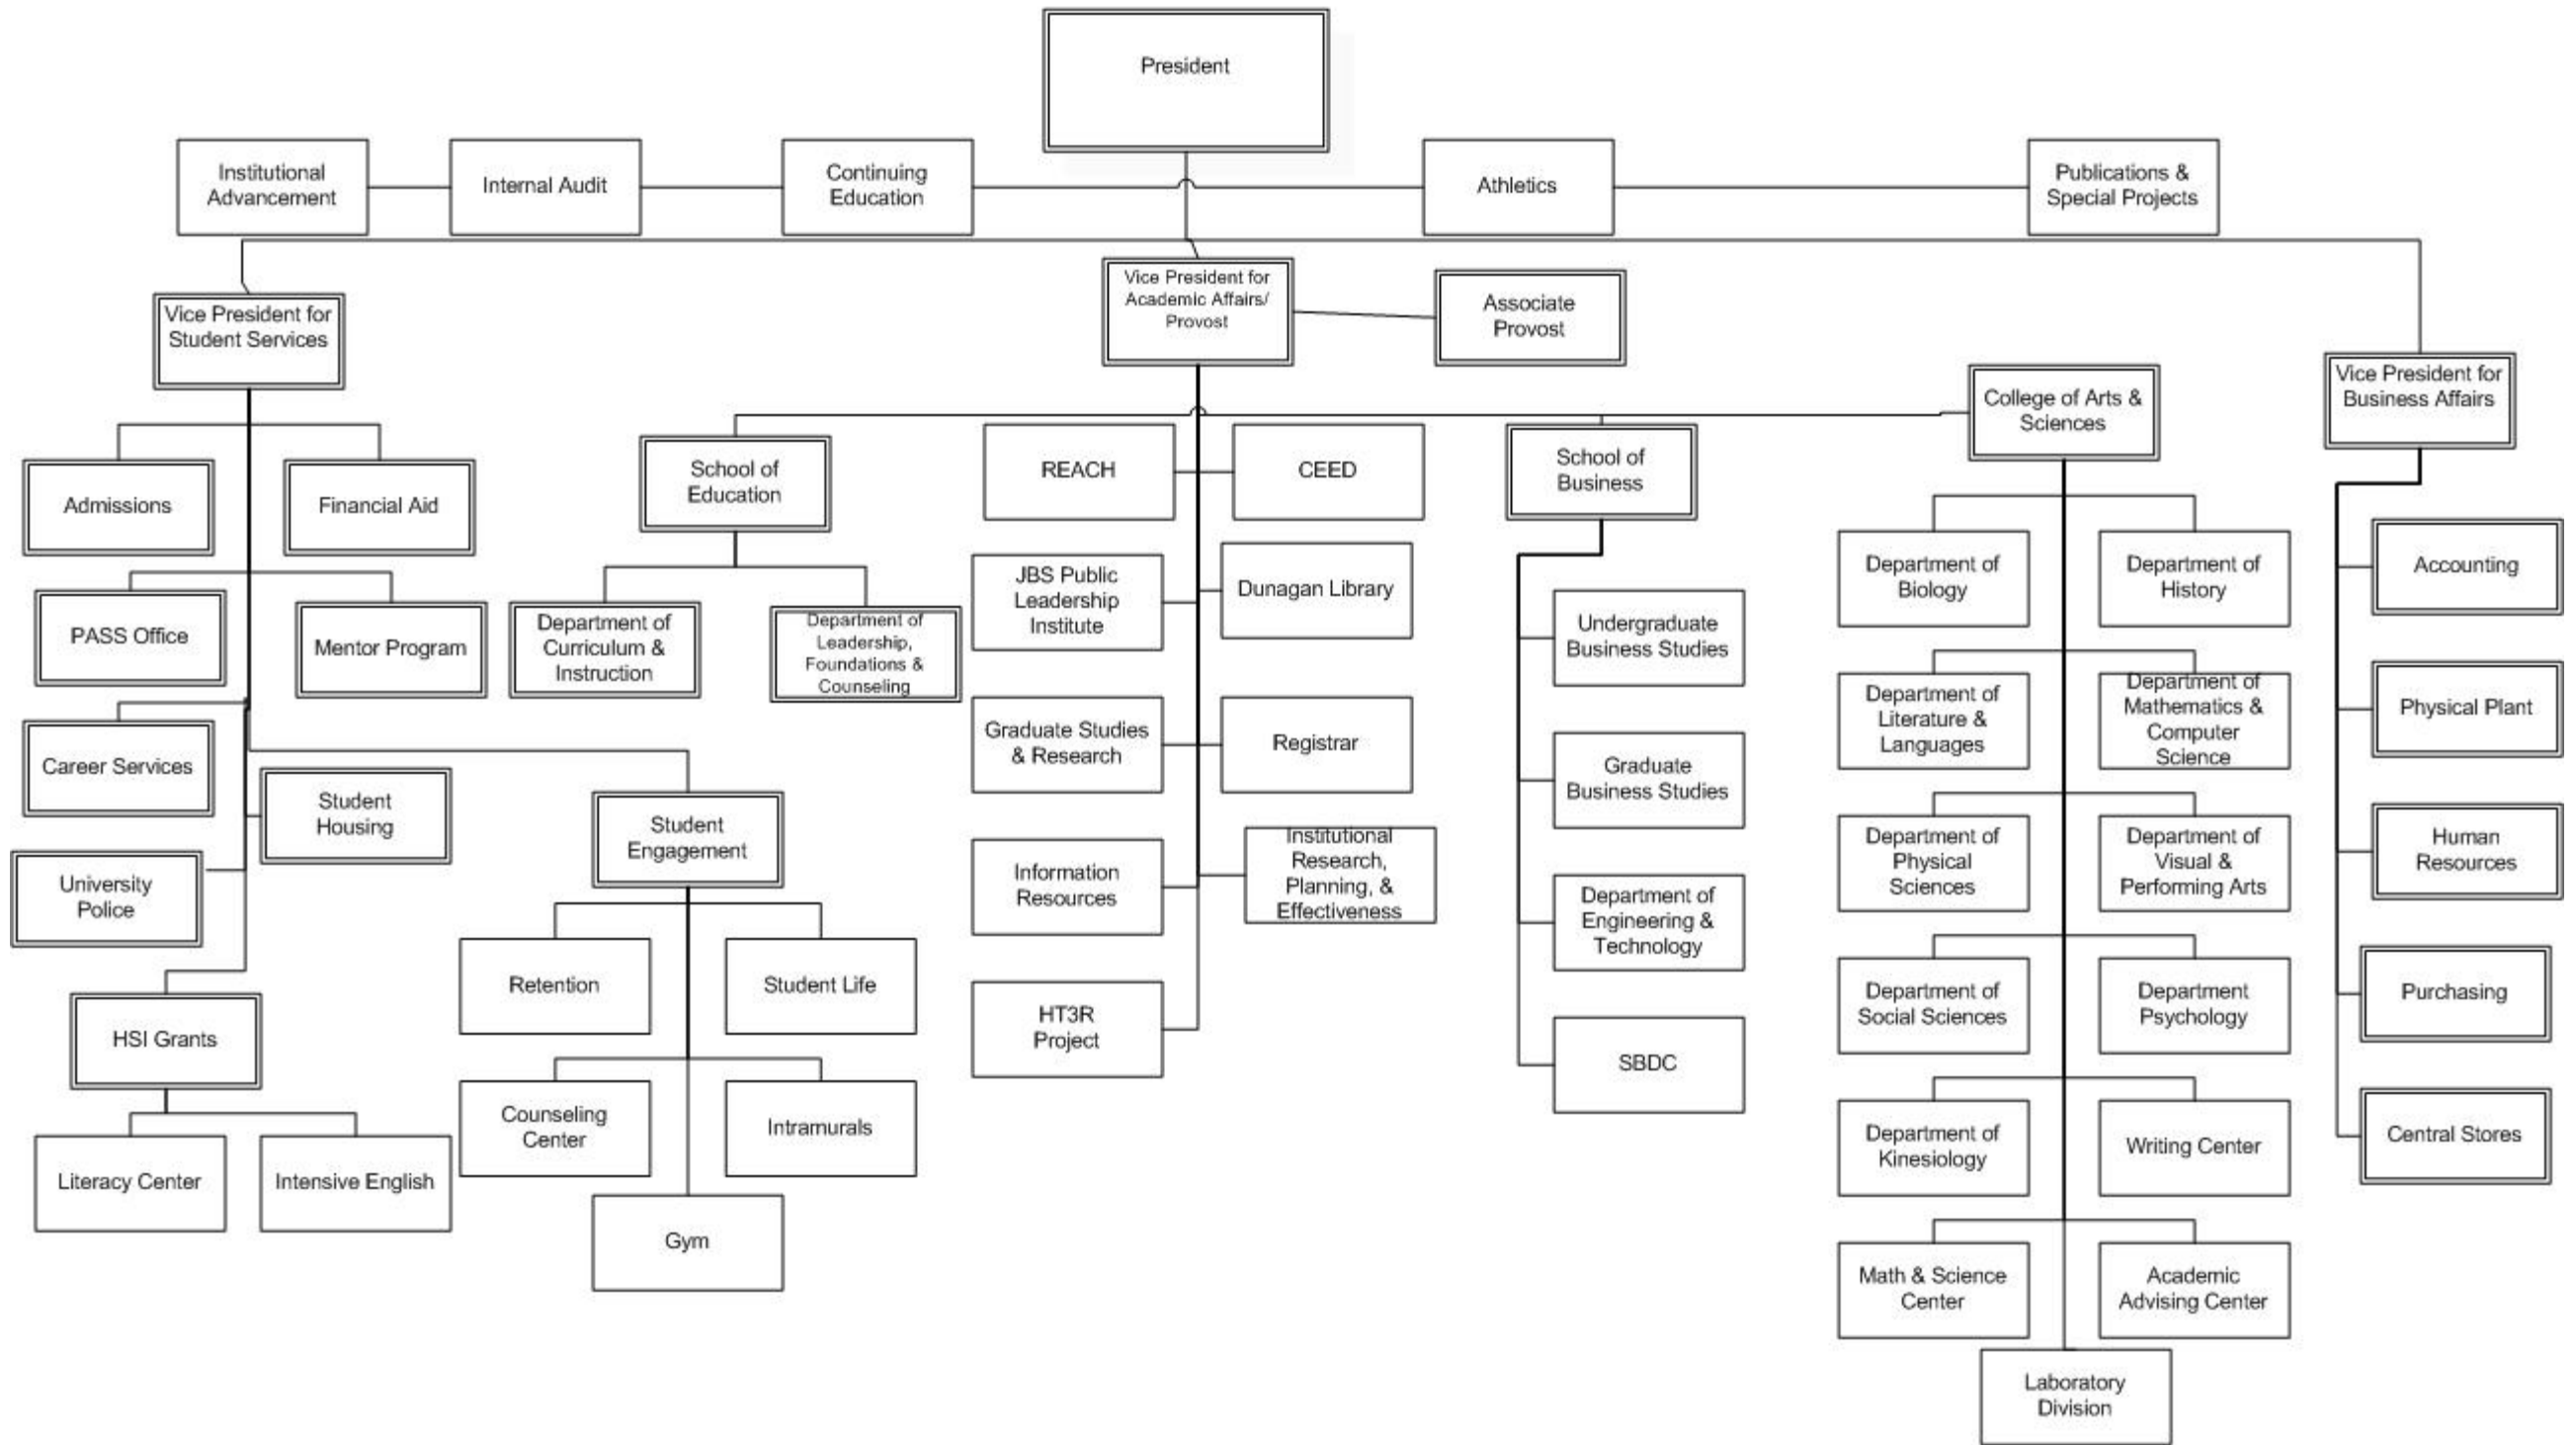 President
Institutional
Advancement
Internal Audit
Continuing
Education
Athletics
Publications &
Special Projects
Vice President for
Student Services
Vice President for
Academic Affairs/
Provost
Associate
Provost
College of Arts &
Sciences
Vice President for
Business Affairs
Admissions
Financial Aid
PASS Office
Mentor Program
Career Services
Student
Housing
University
Police
HSI Grants
Literacy Center
Intensive English
Student
Engagement
Retention
Student Life
Counseling
Center
Intramurals
Gym
School of
Education
Department of
Curriculum &
Instruction
Department of
Leadership,
Foundations &
Counseling
REACH
CEED
JBS Public
Leadership
Institute
Dunagan Library
Graduate Studies
& Research
Registrar
Information
Resources
Institutional
Research,
Planning, &
Effectiveness
HT3R
Project
School of
Business
Undergraduate
Business Studies
Graduate
Business Studies
Department of
Engineering &
Technology
SBDC
Department of
Biology
Department of
History
Department of
Literature &
Languages
Department of
Mathematics &
Computer
Science
Department of
Physical
Sciences
Department of
Visual &
Performing Arts
Department of
Social Sciences
Department
Psychology
Department of
Kinesiology
Writing Center
Math & Science
Center
Academic
Advising Center
Laboratory
Division
Accounting
Physical Plant
Human
Resources
Purchasing
Central Stores